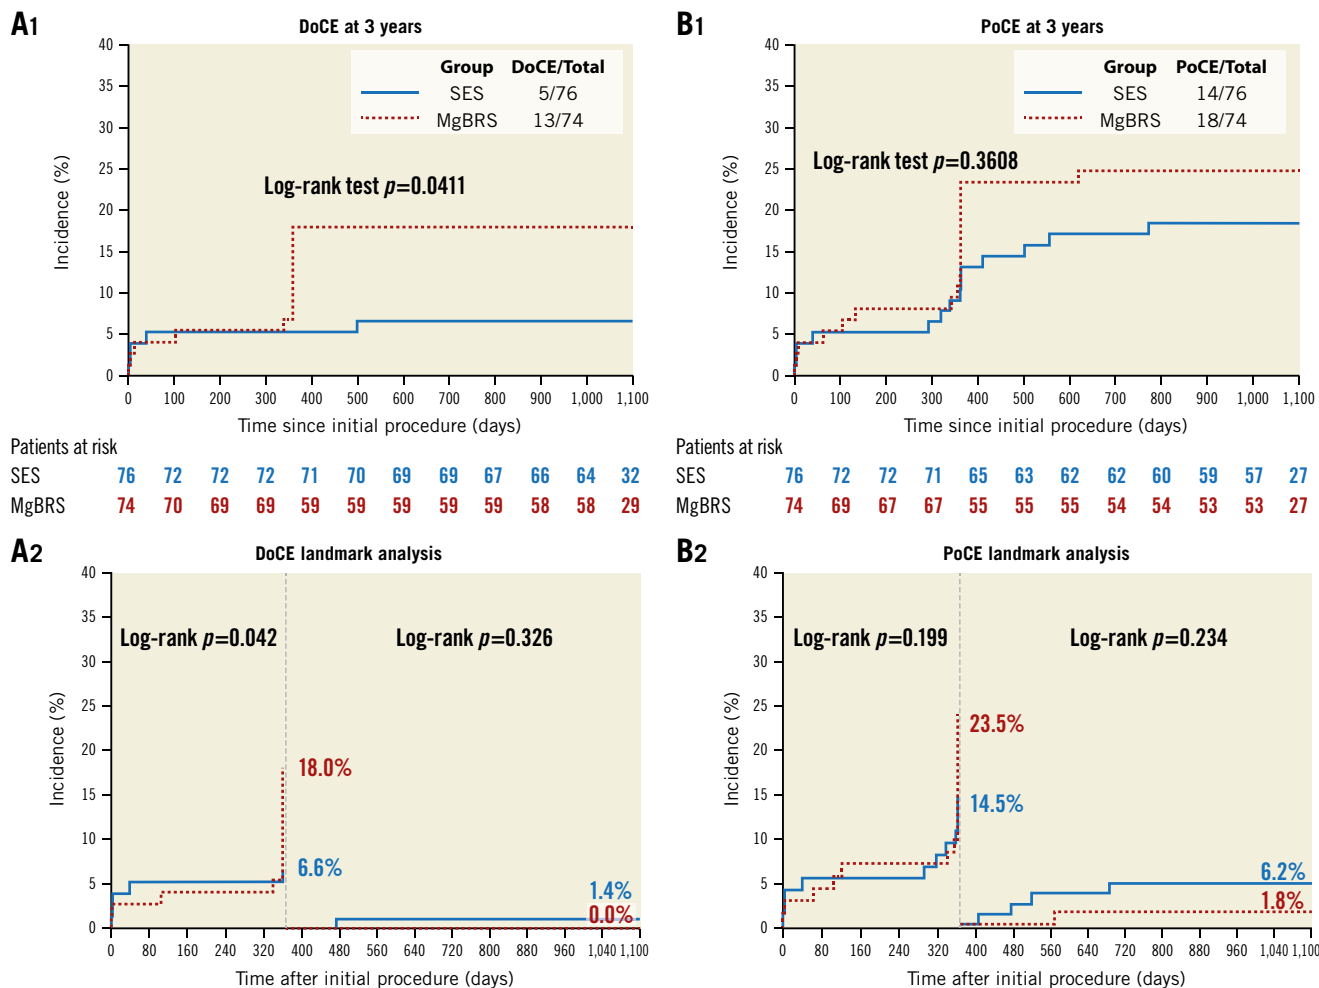 A1
DoCE at 3 years
40
35
30
25
20
15
10
5
0
Incidence (%)
Group DoCE/Total
SES 5/76
MgBRS 13/74
Log-rank test p=0.0411
0 100 200 300 400 500 600 700 800 900 1,000 1,100
Time since initial procedure (days)
Patients at risk
SES 76 72 72 72 71 70 69 69 67 66 64 32
MgBRS 74 70 69 69 59 59 59 59 59 58 58 29
B1
PoCE at 3 years
40
35
30
25
20
15
10
5
0
Incidence (%)
Group PoCE/Total
SES 14/76
MgBRS 18/74
Log-rank test p=0.3608
0 100 200 300 400 500 600 700 800 900 1,000 1,100
Time since initial procedure (days)
Patients at risk
SES 76 72 72 71 65 63 62 62 60 59 57 27
MgBRS 74 69 67 67 55 55 55 54 54 53 53 27
A2
DoCE landmark analysis
40
35
30
25
20
15
10
5
0
Incidence (%)
Log-rank p=0.042
Log-rank p=0.326
18.0%
6.6%
1.4%
0.0%
0 80 160 240 320 400 480 560 640 720 800 880 960 1,040 1,100
Time after initial procedure (days)
B2
PoCE landmark analysis
40
35
30
25
20
15
10
5
0
Incidence (%)
Log-rank p=0.199
Log-rank p=0.234
23.5%
14.5%
6.2%
1.8%
0 80 160 240 320 400 480 560 640 720 800 880 960 1,040 1,100
Time after initial procedure (days)